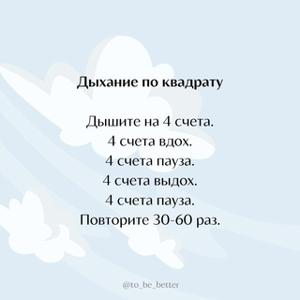 Дыхание по квадрату
Дышите на 4 счета.
4 счета вдох.
4 счета пауза.
4 счета выдох.
4 счета пауза.
Повторите 30-60 раз.
@to_be_better